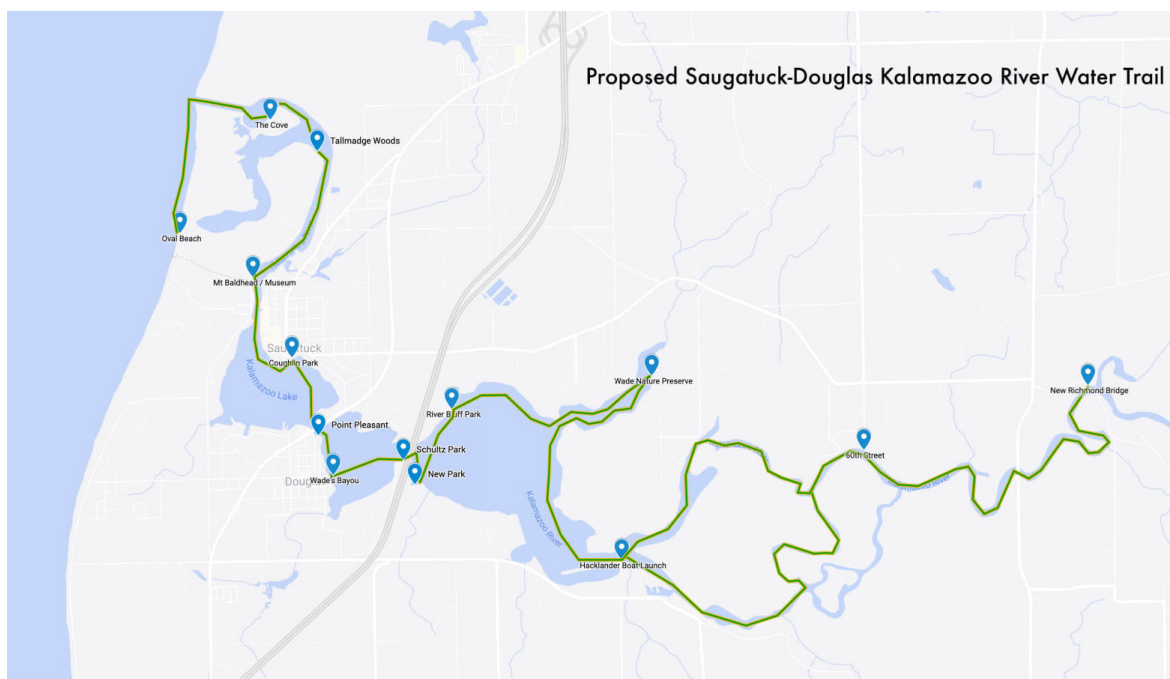 Proposed Saugatuck-Douglas Kalamazoo River Water Trail
The Cove
Tallmadge Woods
Oval Beach
Mt Baldhead / Museum
Saugatuck
Coughlin Park
Kalamazoo Lake
Wade Nature Preserve
New Richmond Bridge
River Bluff Park
Point Pleasant
Schultz Park
60th Street
New Park
Wade's Bayou
Kalamazoo River
Hacklander Boat Launch